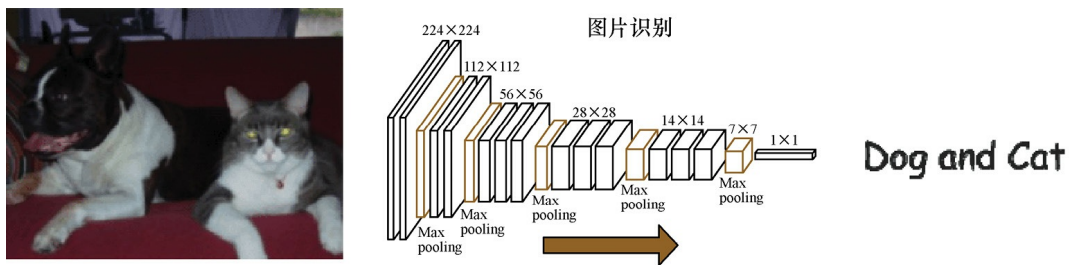 图片识别
224×224
112×112
56×56
28×28
14×14
7×7
1×1
Max
pooling
Max
pooling
Max
pooling
Max
pooling
Max
pooling
Dog and Cat